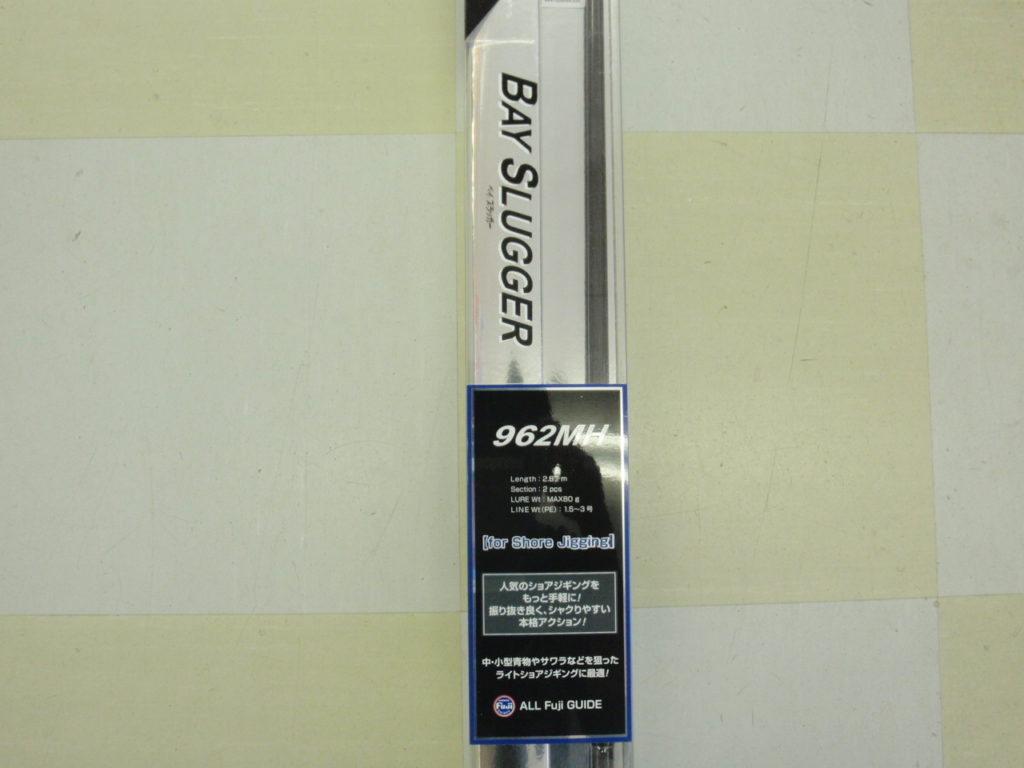 BAY SLUGGER
ベイ スラッガー
962MH
Length : 2.8 m
Section : 2 pcs
LURE Wt : MAX80 g
LINE Wt (PE) : 1.5~3 号
[for Shore Jigging]
人気のショアジギングを
もっと手軽に!
振り抜き良く、シャクりやすい
本格アクション!
中・小型青物やサワラなどを狙った
ライトショアジギングに最適!
Fuji ALL Fuji GUIDE